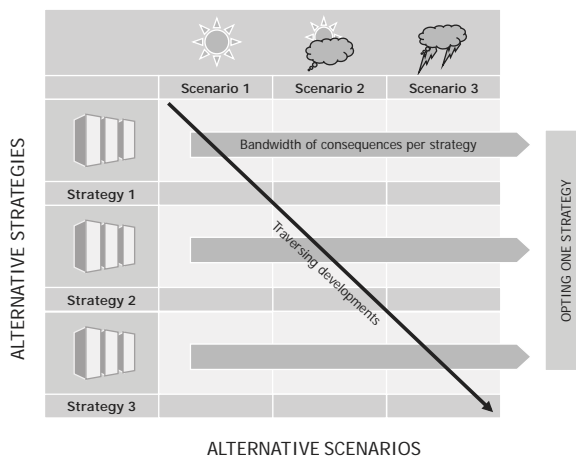 Scenario 1
Scenario 2
Scenario 3
ALTERNATIVE STRATEGIES
Bandwidth of consequences per strategy
Strategy 1
Traversing developments
Strategy 2
Strategy 3
OPTING ONE STRATEGY
ALTERNATIVE SCENARIOS